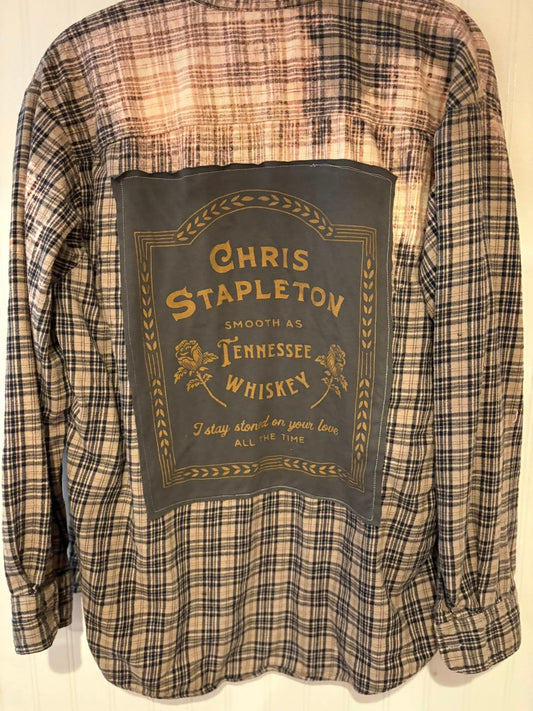 CHRIS
STAPLETON
SMOOTH AS
TENNESSEE
WHISKEY
I stay stoned on your love
ALL THE TIME